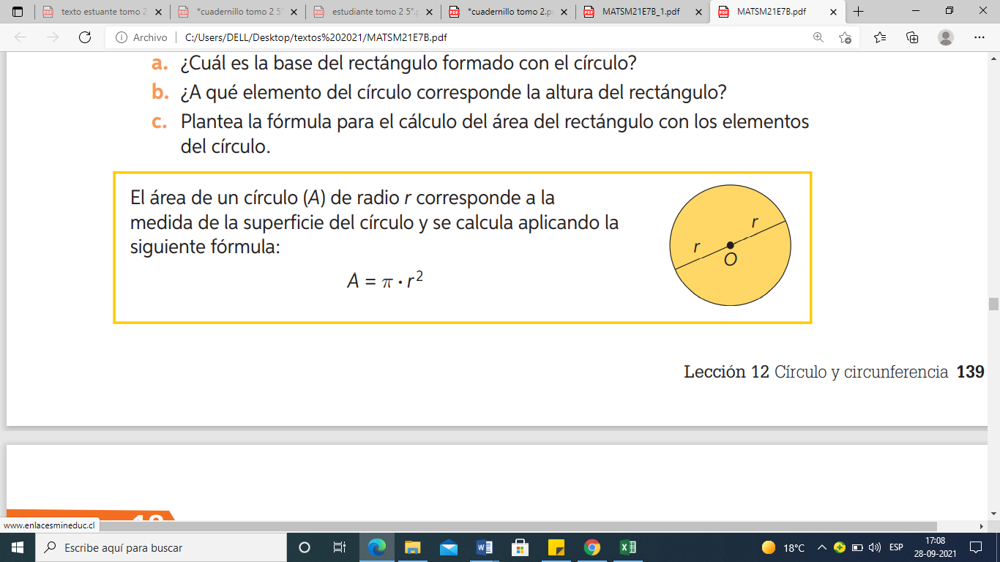 texto estuante tomo 2
*cuadernillo tomo 2 5°
estudiante tomo 2 5°.
*cuadernillo tomo 2.p
MATSM21E7B_1.pdf
MATSM21E7B.pdf
Archivo
C:/Users/DELL/Desktop/textos%202021/MATSM21E7B.pdf
a. ¿Cuál es la base del rectángulo formado con el círculo?
b. ¿A qué elemento del círculo corresponde la altura del rectángulo?
c. Plantea la fórmula para el cálculo del área del rectángulo con los elementos
del círculo.
El área de un círculo (A) de radio r corresponde a la
medida de la superficie del círculo y se calcula aplicando la
siguiente fórmula:
A = π · r²
r
r
O
Lección 12 Círculo y circunferencia 139
www.enlacesmineduc.cl
Escribe aquí para buscar
18°C
ESP
17:08
28-09-2021